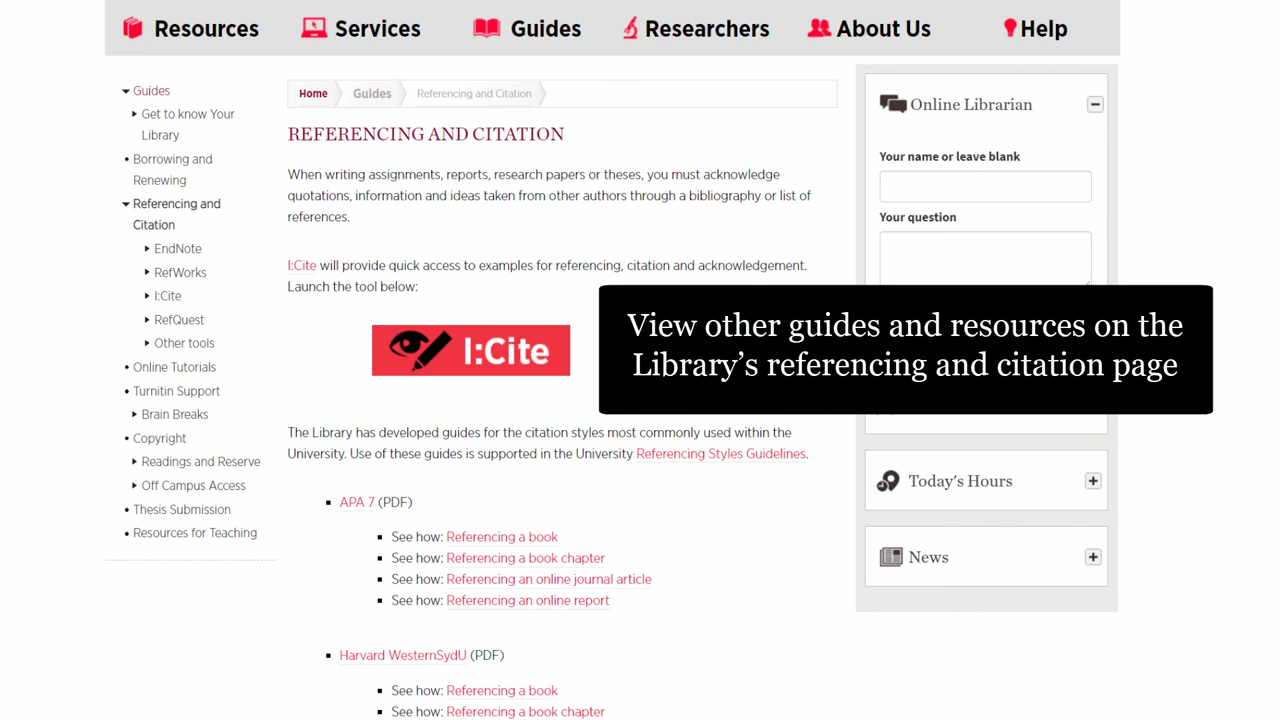 Resources
Services
Guides
Researchers
About Us
Help
Guides
Get to know Your
Library
Borrowing and
Renewing
Referencing and
Citation
EndNote
RefWorks
I:Cite
RefQuest
Other tools
Online Tutorials
Turnitin Support
Brain Breaks
Copyright
Readings and Reserve
Off Campus Access
Thesis Submission
Resources for Teaching
Home
Guides
Referencing and Citation
REFERENCING AND CITATION
When writing assignments, reports, research papers or theses, you must acknowledge
quotations, information and ideas taken from other authors through a bibliography or list of
references.
I:Cite will provide quick access to examples for referencing, citation and acknowledgement.
Launch the tool below:
I:Cite
The Library has developed guides for the citation styles most commonly used within the
University. Use of these guides is supported in the University Referencing Styles Guidelines.
APA 7 (PDF)
See how: Referencing a book
See how: Referencing a book chapter
See how: Referencing an online journal article
See how: Referencing an online report
Harvard WesternSydU (PDF)
See how: Referencing a book
See how: Referencing a book chapter
Online Librarian
Your name or leave blank
Your question
View other guides and resources on the
Library’s referencing and citation page
Today's Hours
News